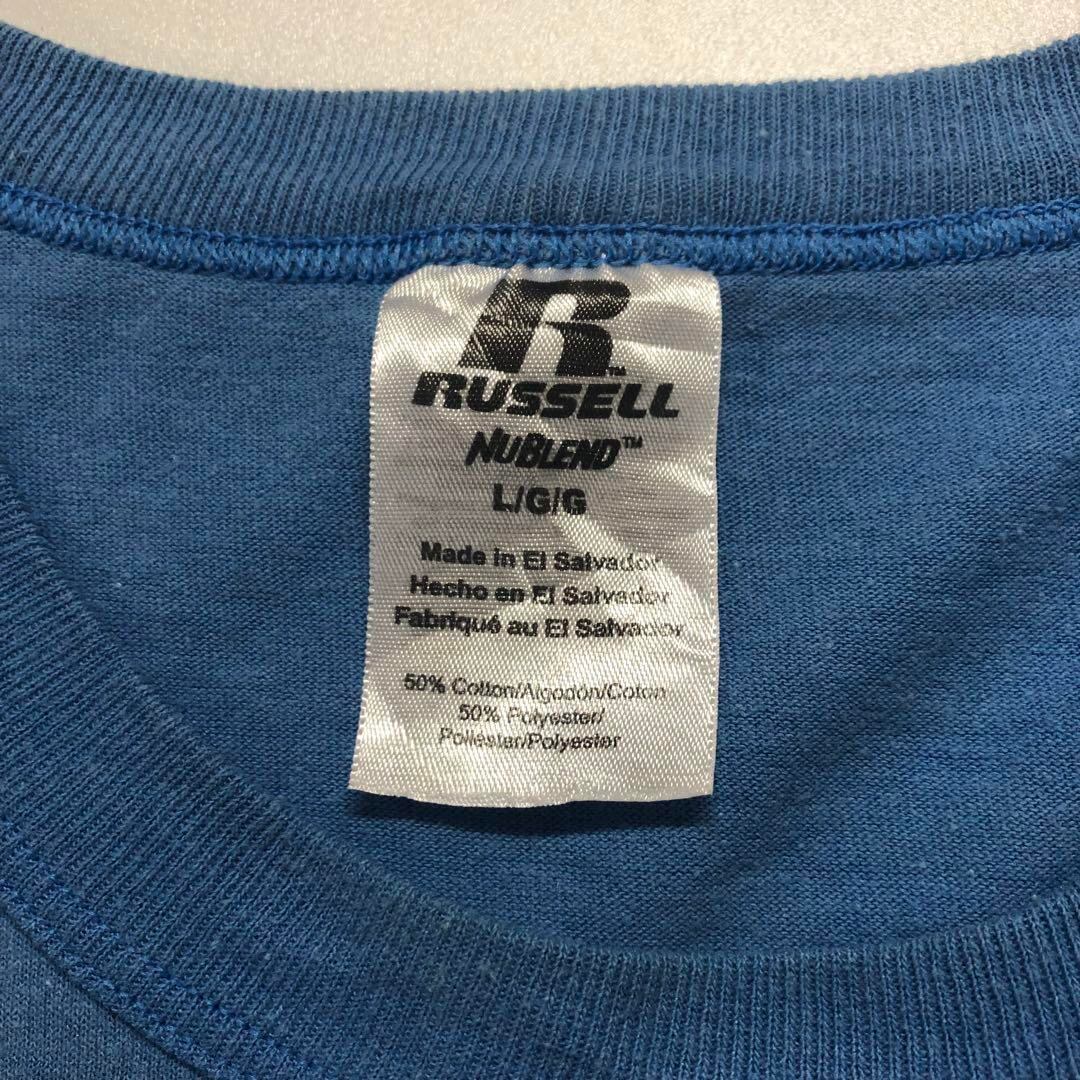 R™
RUSSELL
NUBLEND™
L/G/G
Made in El Salvador
Hecho en El Salvador
Fabriqué au El Salvador
50% Cotton/Algodón/Coton
50% Polyester/
Poliéster/Polyester